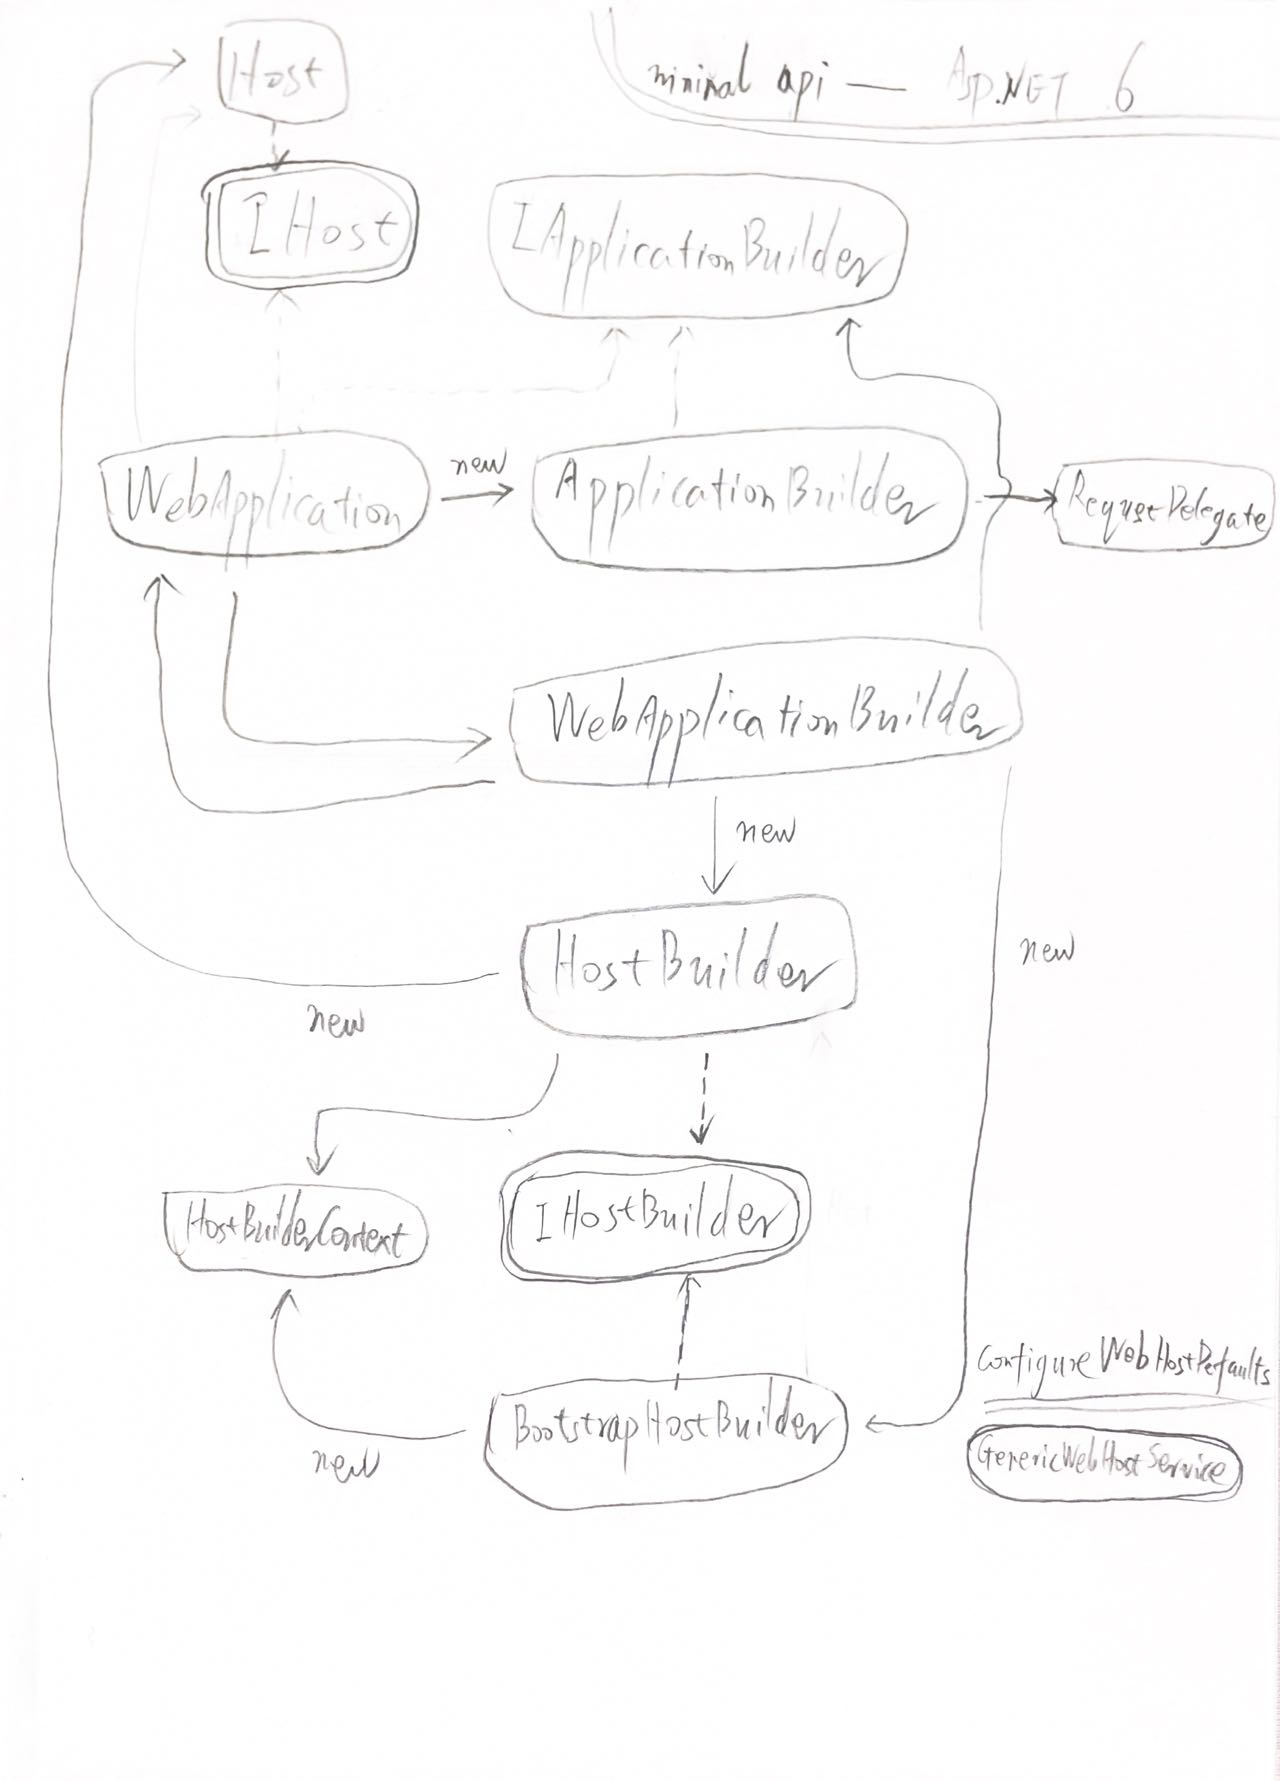 Host
minimal api — Asp.NET 6
IHost
IApplicationBuilder
WebApplication
new
ApplicationBuilder
RequestDelegate
WebApplicationBuilder
new
HostBuilder
new
new
HostBuilderContext
IHostBuilder
ConfigureWebHostDefaults
BootstrapHostBuilder
new
GenericWebHostService